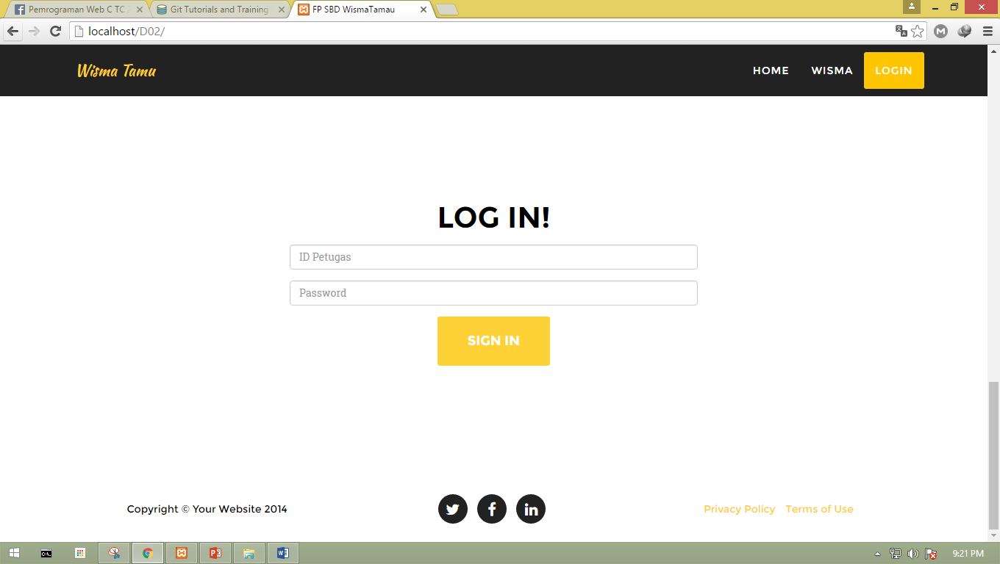 Pemrograman Web C TC
Git Tutorials and Training
FP SBD WismaTamau
localhost/D02/
Wisma Tamu
HOME WISMA LOGIN
LOG IN!
ID Petugas
Password
SIGN IN
Copyright © Your Website 2014
Privacy Policy Terms of Use
9:21 PM